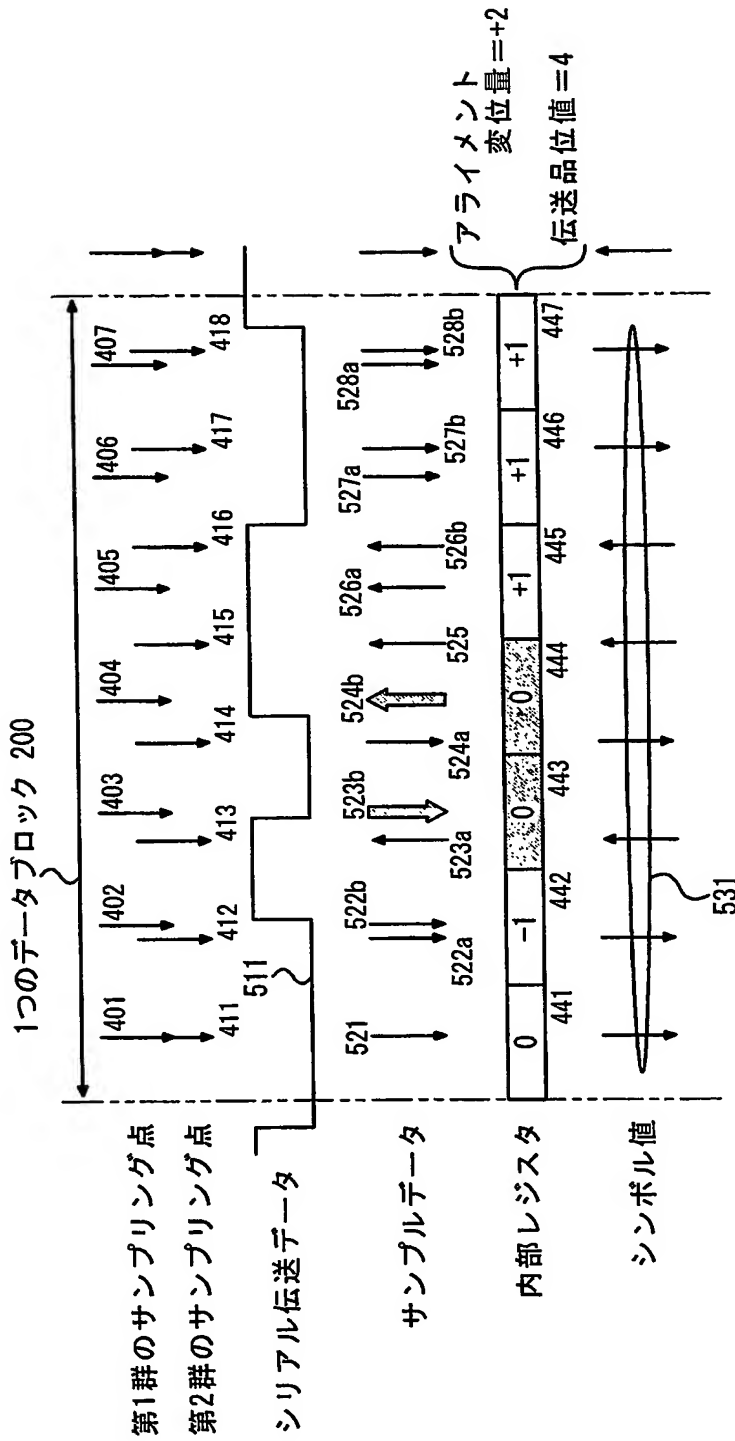 1つのデータブロック 200
第1群のサンプリング点
401 402 403 404 405 406 407
第2群のサンプリング点
411 412 413 414 415 416 417 418
シリアル伝送データ
511
サンプルデータ
521 522b 523b 524b 525 526a 526b 527a 527b 528a 528b
522a 523a 524a
内部レジスタ
0 -1 0 0 +1 +1 +1
アライメント
変位量=+2
伝送品位値=4
441 442 443 444 445 446 447
シンボル値
531